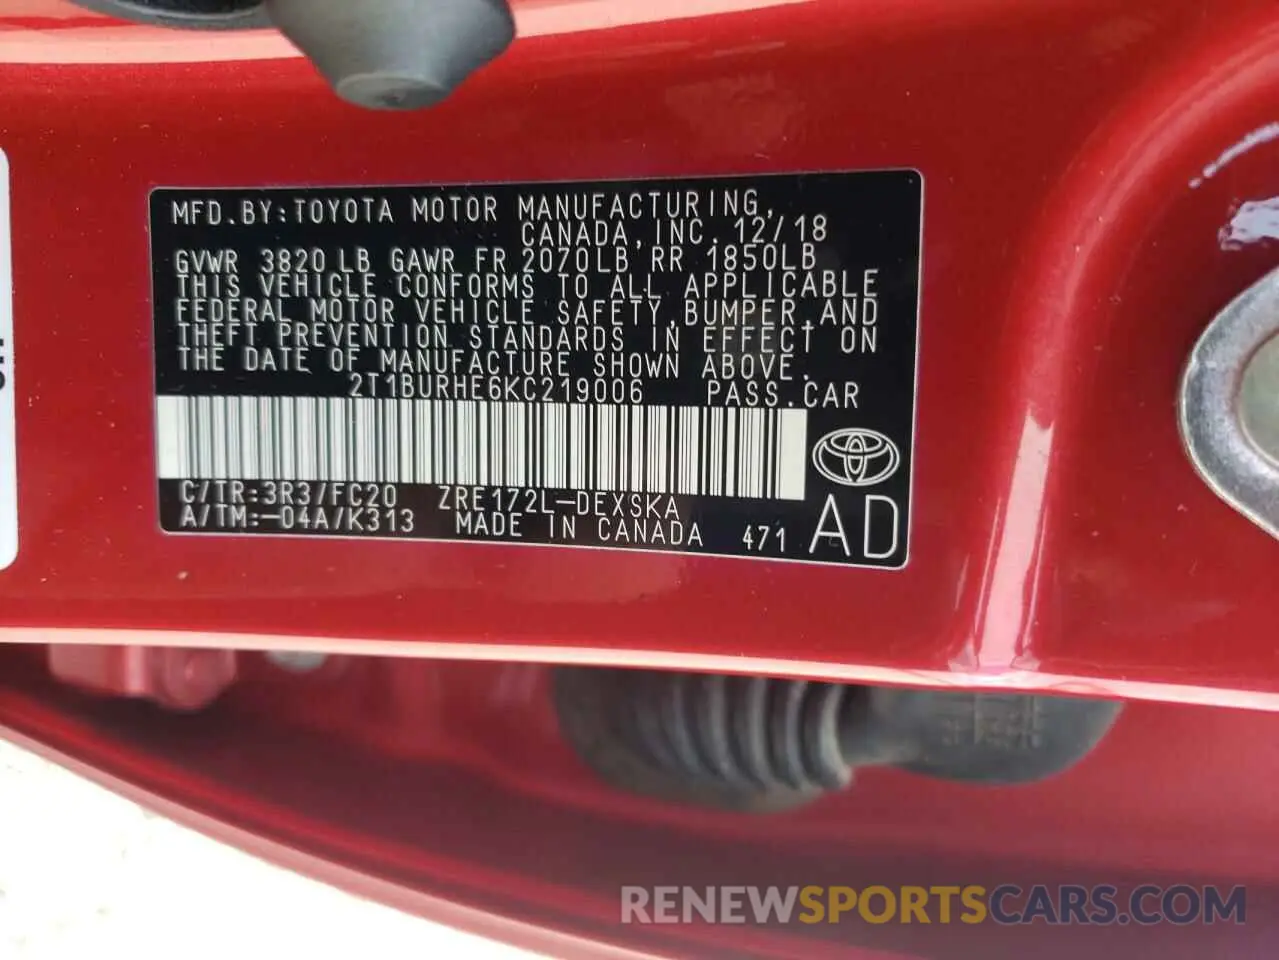 MFD.BY:TOYOTA MOTOR MANUFACTURING,
CANADA,INC. 12/18
GVWR 3820 LB GAWR FR 2070LB RR 1850LB
THIS VEHICLE CONFORMS TO ALL APPLICABLE
FEDERAL MOTOR VEHICLE SAFETY,BUMPER,AND
THEFT PREVENTION STANDARDS IN EFFECT ON
THE DATE OF MANUFACTURE SHOWN ABOVE.
2T1BURHE6KC219006 PASS.CAR
C/TR:3R3/FC20 ZRE172L-DEXSKA
A/TM:-04A/K313 MADE IN CANADA 471 AD
RENEWSPORTSCARS.COM